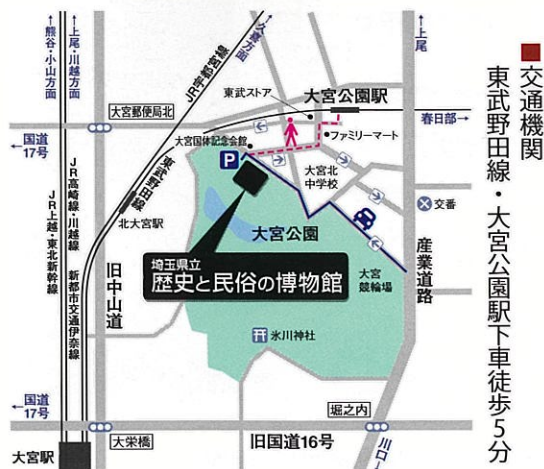 ■交通機関
東武野田線・大宮公園駅下車徒歩5分
←上尾・川越方面
←熊谷・小山方面
久喜方面
JR宇都宮線
上尾
東武ストア
大宮公園駅
大宮郵便局北
春日部→
←国道17号
大宮国体記念会館
ファミリーマート
P
大宮北中学校
東武野田線
北大宮駅
交番
大宮公園
JR高崎線・川越線
JR上越・東北新幹線
新都市交通伊奈線
旧中山道
埼玉県立
歴史と民俗の博物館
大宮競輪場
産業道路
氷川神社
←国道17号
堀之内
大栄橋
旧国道16号
大宮駅
川口